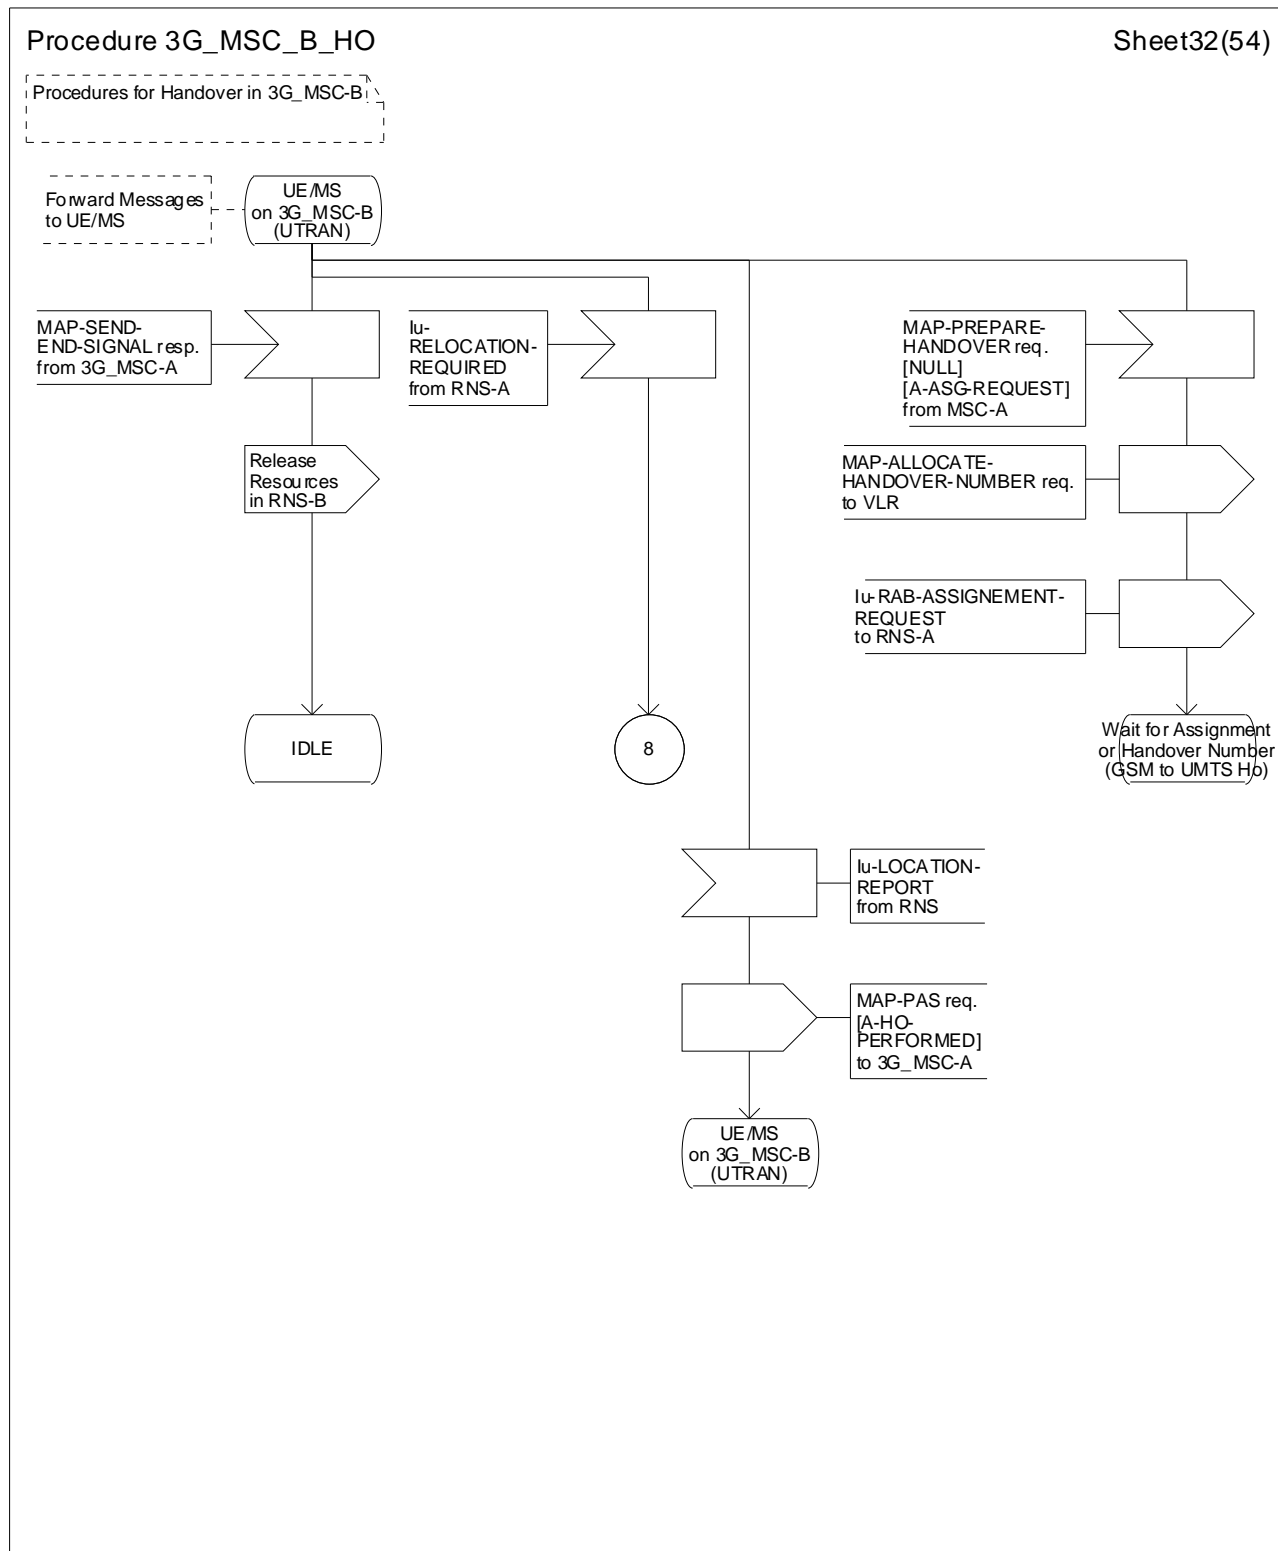 Procedure 3G_MSC_B_HO
Sheet32(54)
Procedures for Handover in 3G_MSC-B
Forward Messages
to UE/MS
UE/MS
on 3G_MSC-B
(UTRAN)
MAP-SEND-
END-SIGNAL resp.
from 3G_MSC-A
Iu-
RELOCATION-
REQUIRED
from RNS-A
MAP-PREPARE-
HANDOVER req.
[NULL]
[A-ASG-REQUEST]
from MSC-A
Release
Resources
in RNS-B
MAP-ALLOCATE-
HANDOVER-NUMBER req.
to VLR
Iu-RAB-ASSIGNEMENT-
REQUEST
to RNS-A
IDLE
8
Wait for Assignment
or Handover Number
(GSM to UMTS Ho)
Iu-LOCATION-
REPORT
from RNS
MAP-PAS req.
[A-HO-
PERFORMED]
to 3G_MSC-A
UE/MS
on 3G_MSC-B
(UTRAN)